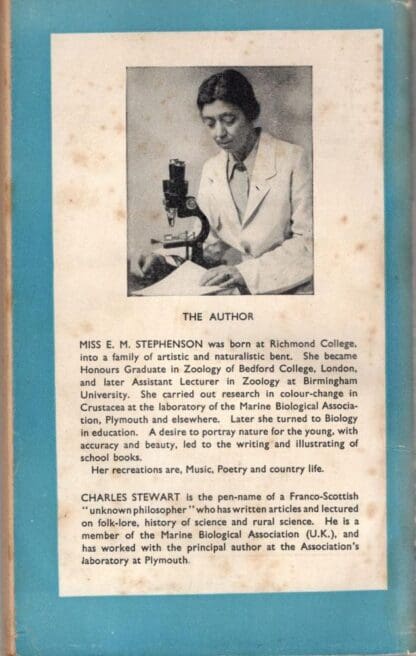 THE AUTHOR
MISS E. M. STEPHENSON was born at Richmond College,
into a family of artistic and naturalistic bent. She became
Honours Graduate in Zoology of Bedford College, London,
and later Assistant Lecturer in Zoology at Birmingham
University. She carried out research in colour-change in
Crustacea at the laboratory of the Marine Biological Associa-
tion, Plymouth and elsewhere. Later she turned to Biology
in education. A desire to portray nature for the young, with
accuracy and beauty, led to the writing and illustrating of
school books.
Her recreations are, Music, Poetry and country life.
CHARLES STEWART is the pen-name of a Franco-Scottish
"unknown philosopher" who has written articles and lectured
on folk-lore, history of science and rural science. He is a
member of the Marine Biological Association (U.K.), and
has worked with the principal author at the Association's
laboratory at Plymouth.